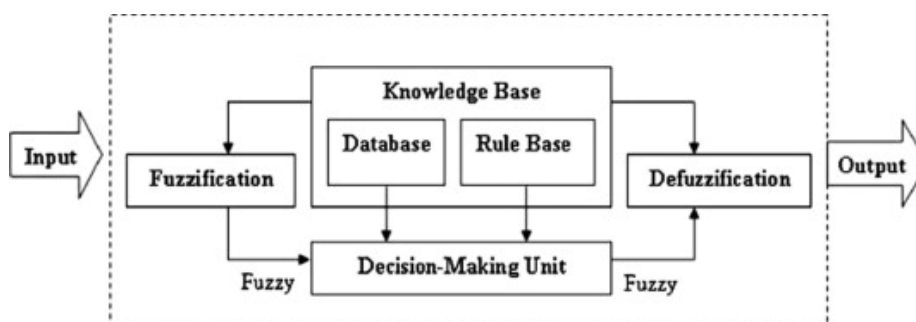 Knowledge Base
Input
Database
Rule Base
Output
Fuzzification
Defuzzification
Decision-Making Unit
Fuzzy
Fuzzy